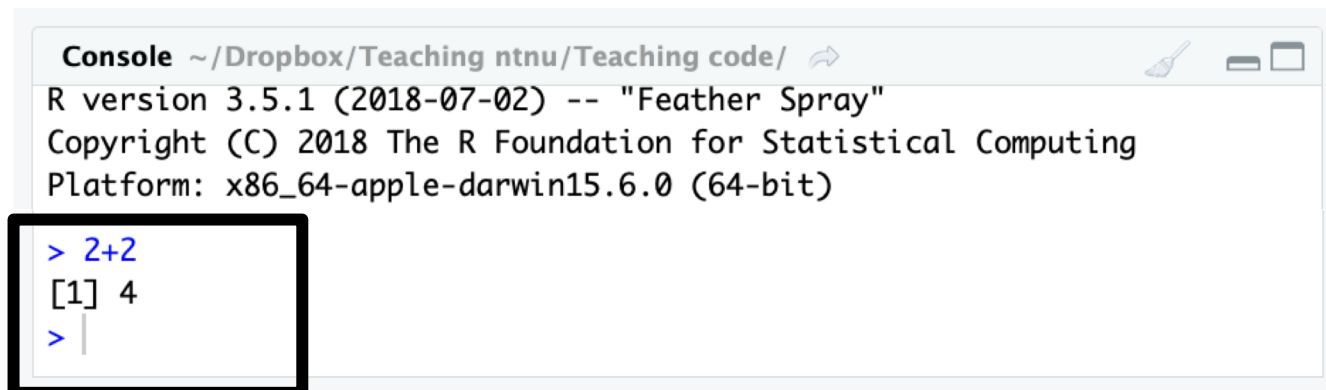 Console ~/Dropbox/Teaching ntnu/Teaching code/
R version 3.5.1 (2018-07-02) -- "Feather Spray"
Copyright (C) 2018 The R Foundation for Statistical Computing
Platform: x86_64-apple-darwin15.6.0 (64-bit)
> 2+2
[1] 4
>